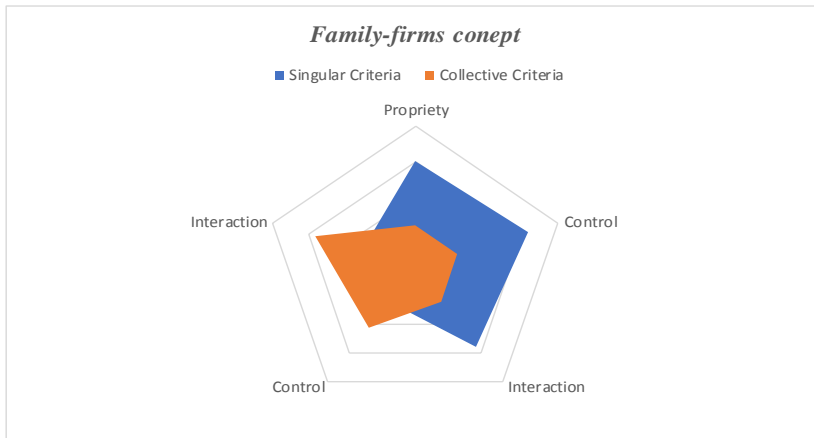 Family-firms conept
Singular Criteria Collective Criteria
Propriety
Interaction Control
Control Interaction